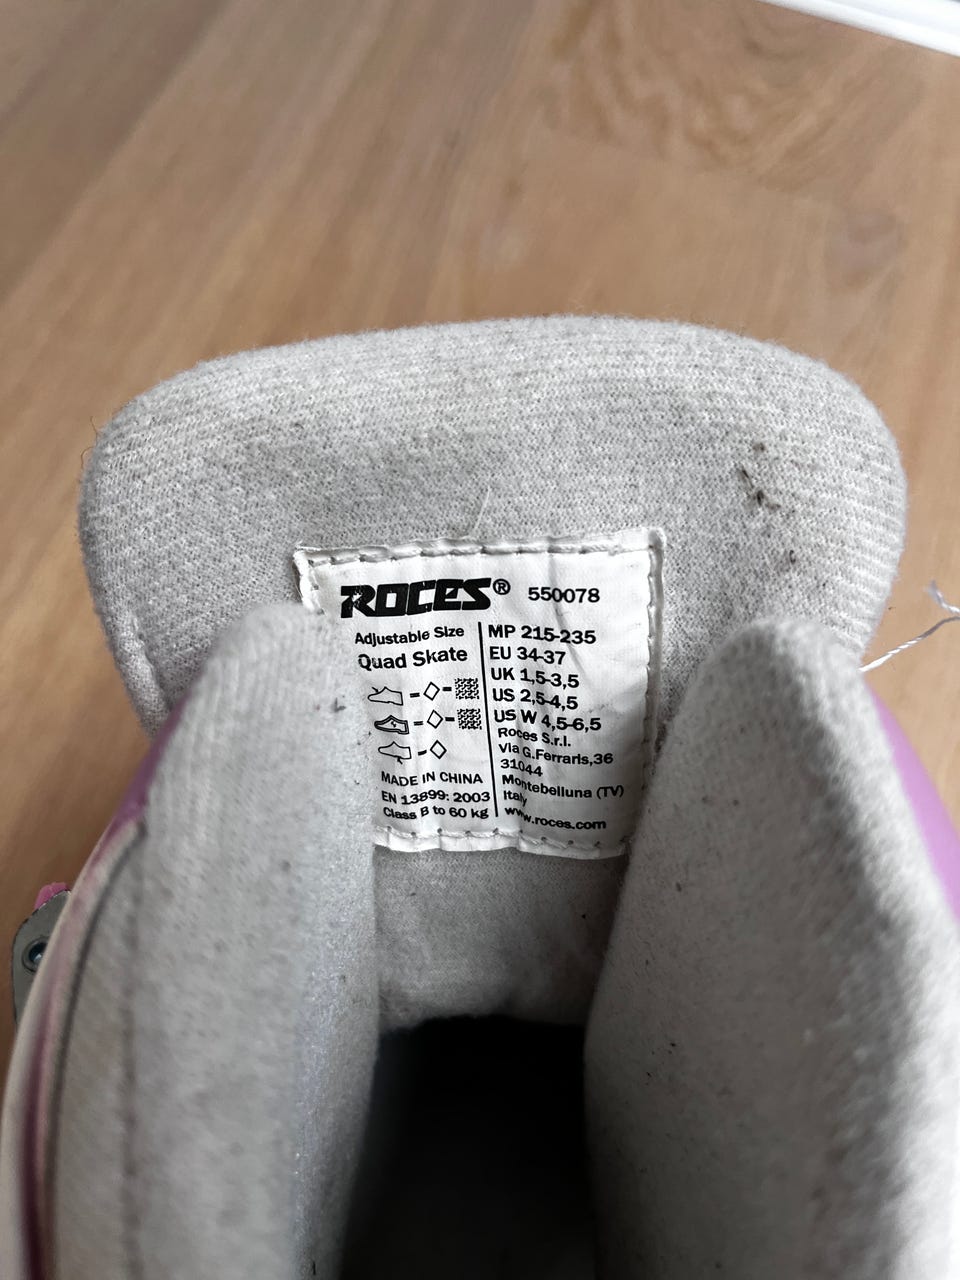 ROCES® 550078
Adjustable Size
Quad Skate
MADE IN CHINA
EN 13899: 2003
Class B to 60 kg
MP 215-235
EU 34-37
UK 1,5-3,5
US 2,5-4,5
US W 4,5-6,5
Roces S.r.l.
Via G.Ferraris,36
31044
Montebelluna (TV)
Italy
www.roces.com